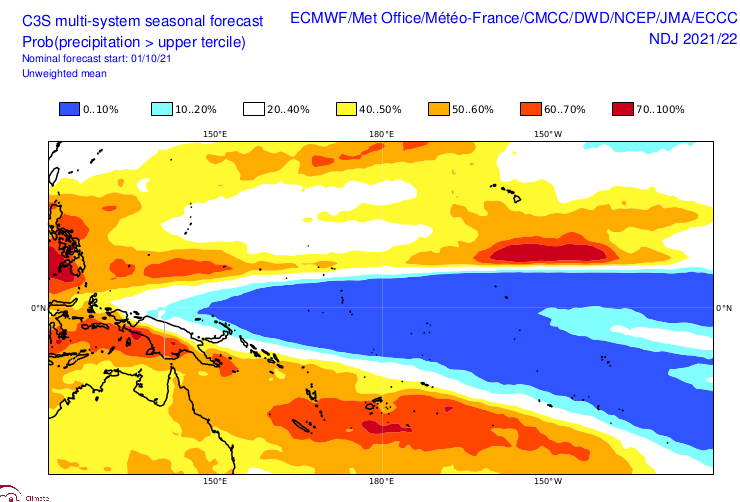 C3S multi-system seasonal forecast
ECMWF/Met Office/Météo-France/CMCC/DWD/NCEP/JMA/ECCC
Prob(precipitation > upper tercile)
NDJ 2021/22
Nominal forecast start: 01/10/21
Unweighted mean
0..10% 10..20% 20..40% 40..50% 50..60% 60..70% 70..100%
150°E 180°E 150°W
0°N 0°N
150°E 180°E 150°W
Climate